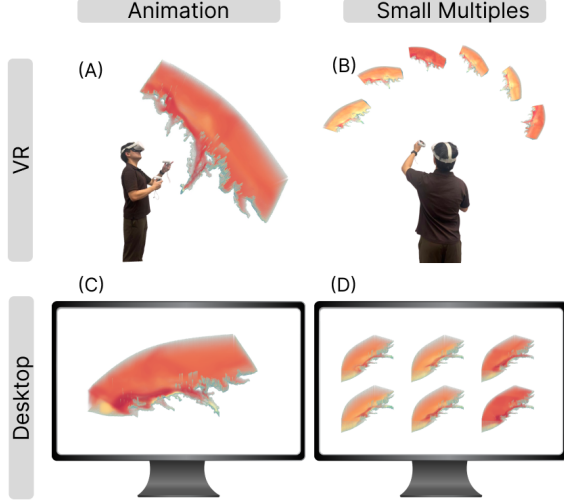 Animation
Small Multiples
VR
(A)
(B)
Desktop
(C)
(D)